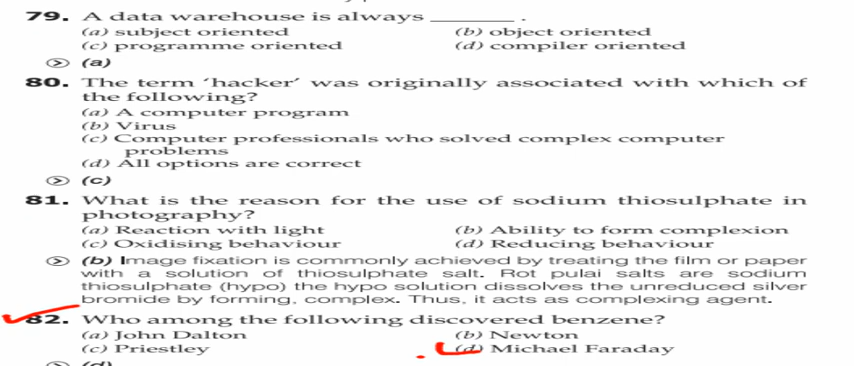 79. A data warehouse is always ________ .
(a) subject oriented (b) object oriented
(c) programme oriented (d) compiler oriented
(a)
80. The term ‘hacker’ was originally associated with which of
the following?
(a) A computer program
(b) Virus
(c) Computer professionals who solved complex computer
problems
(d) All options are correct
(c)
81. What is the reason for the use of sodium thiosulphate in
photography?
(a) Reaction with light (b) Ability to form complexion
(c) Oxidising behaviour (d) Reducing behaviour
(b) Image fixation is commonly achieved by treating the film or paper
with a solution of thiosulphate salt. Rot pulai salts are sodium
thiosulphate (hypo) the hypo solution dissolves the unreduced silver
bromide by forming, complex. Thus, it acts as complexing agent.
82. Who among the following discovered benzene?
(a) John Dalton (b) Newton
(c) Priestley (d) Michael Faraday
(d)